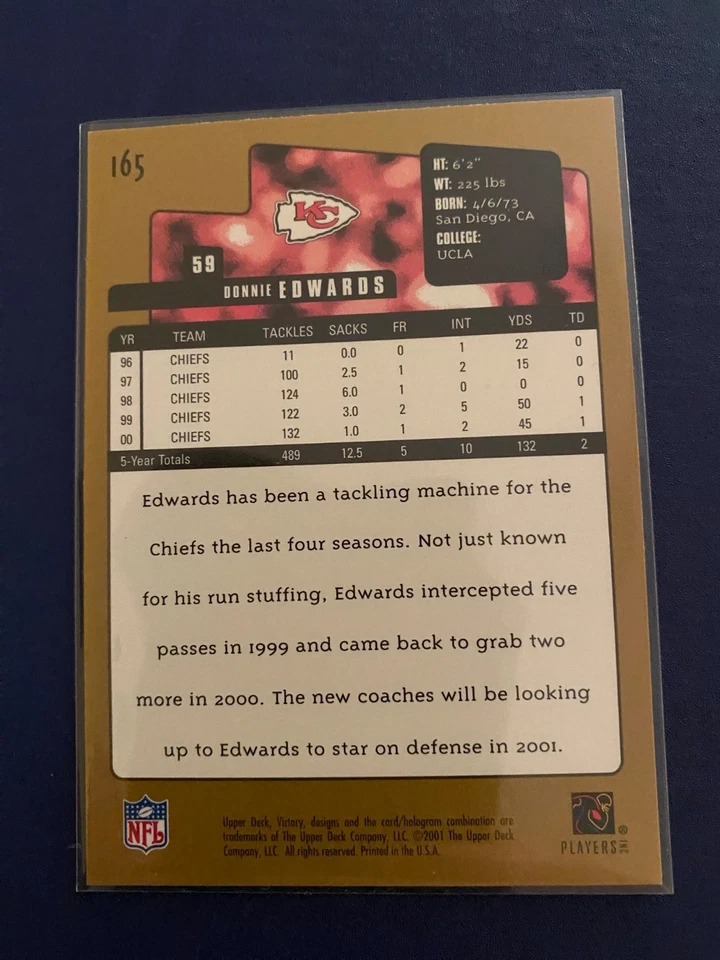 165
KC
HT: 6'2"
WT: 225 lbs
BORN: 4/6/73
San Diego, CA
COLLEGE:
UCLA
59
DONNIE EDWARDS
YR TEAM TACKLES SACKS FR INT YDS TD
96 CHIEFS 11 0.0 0 1 22 0
97 CHIEFS 100 2.5 1 2 15 0
98 CHIEFS 124 6.0 1 0 0 0
99 CHIEFS 122 3.0 2 5 50 1
00 CHIEFS 132 1.0 1 2 45 1
5-Year Totals 489 12.5 5 10 132 2
Edwards has been a tackling machine for the
Chiefs the last four seasons. Not just known
for his run stuffing, Edwards intercepted five
passes in 1999 and came back to grab two
more in 2000. The new coaches will be looking
up to Edwards to star on defense in 2001.
NFL
Upper Deck, Victory, designs and the card/hologram combination are
trademarks of The Upper Deck Company, LLC. ©2001 The Upper Deck
Company, LLC. All rights reserved. Printed in the U.S.A.
PLAYERS INC ®